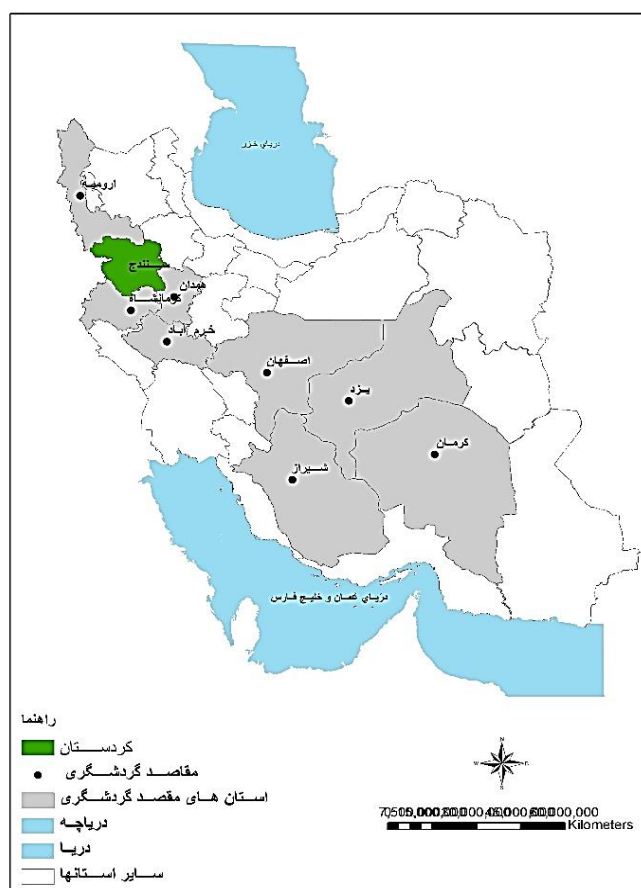 دریای خزر
ارومیه
سنندج
همدان
کرمانشاه
خرم آباد
اصفهان
یزد
کرمان
شیراز
دریای عمان و خلیج فارس
راهنما
کردستان
مقاصد گردشگری
استان های مقصد گردشگری
دریاچه
دریا
سایر استانها
N
W
E
S
Kilometers